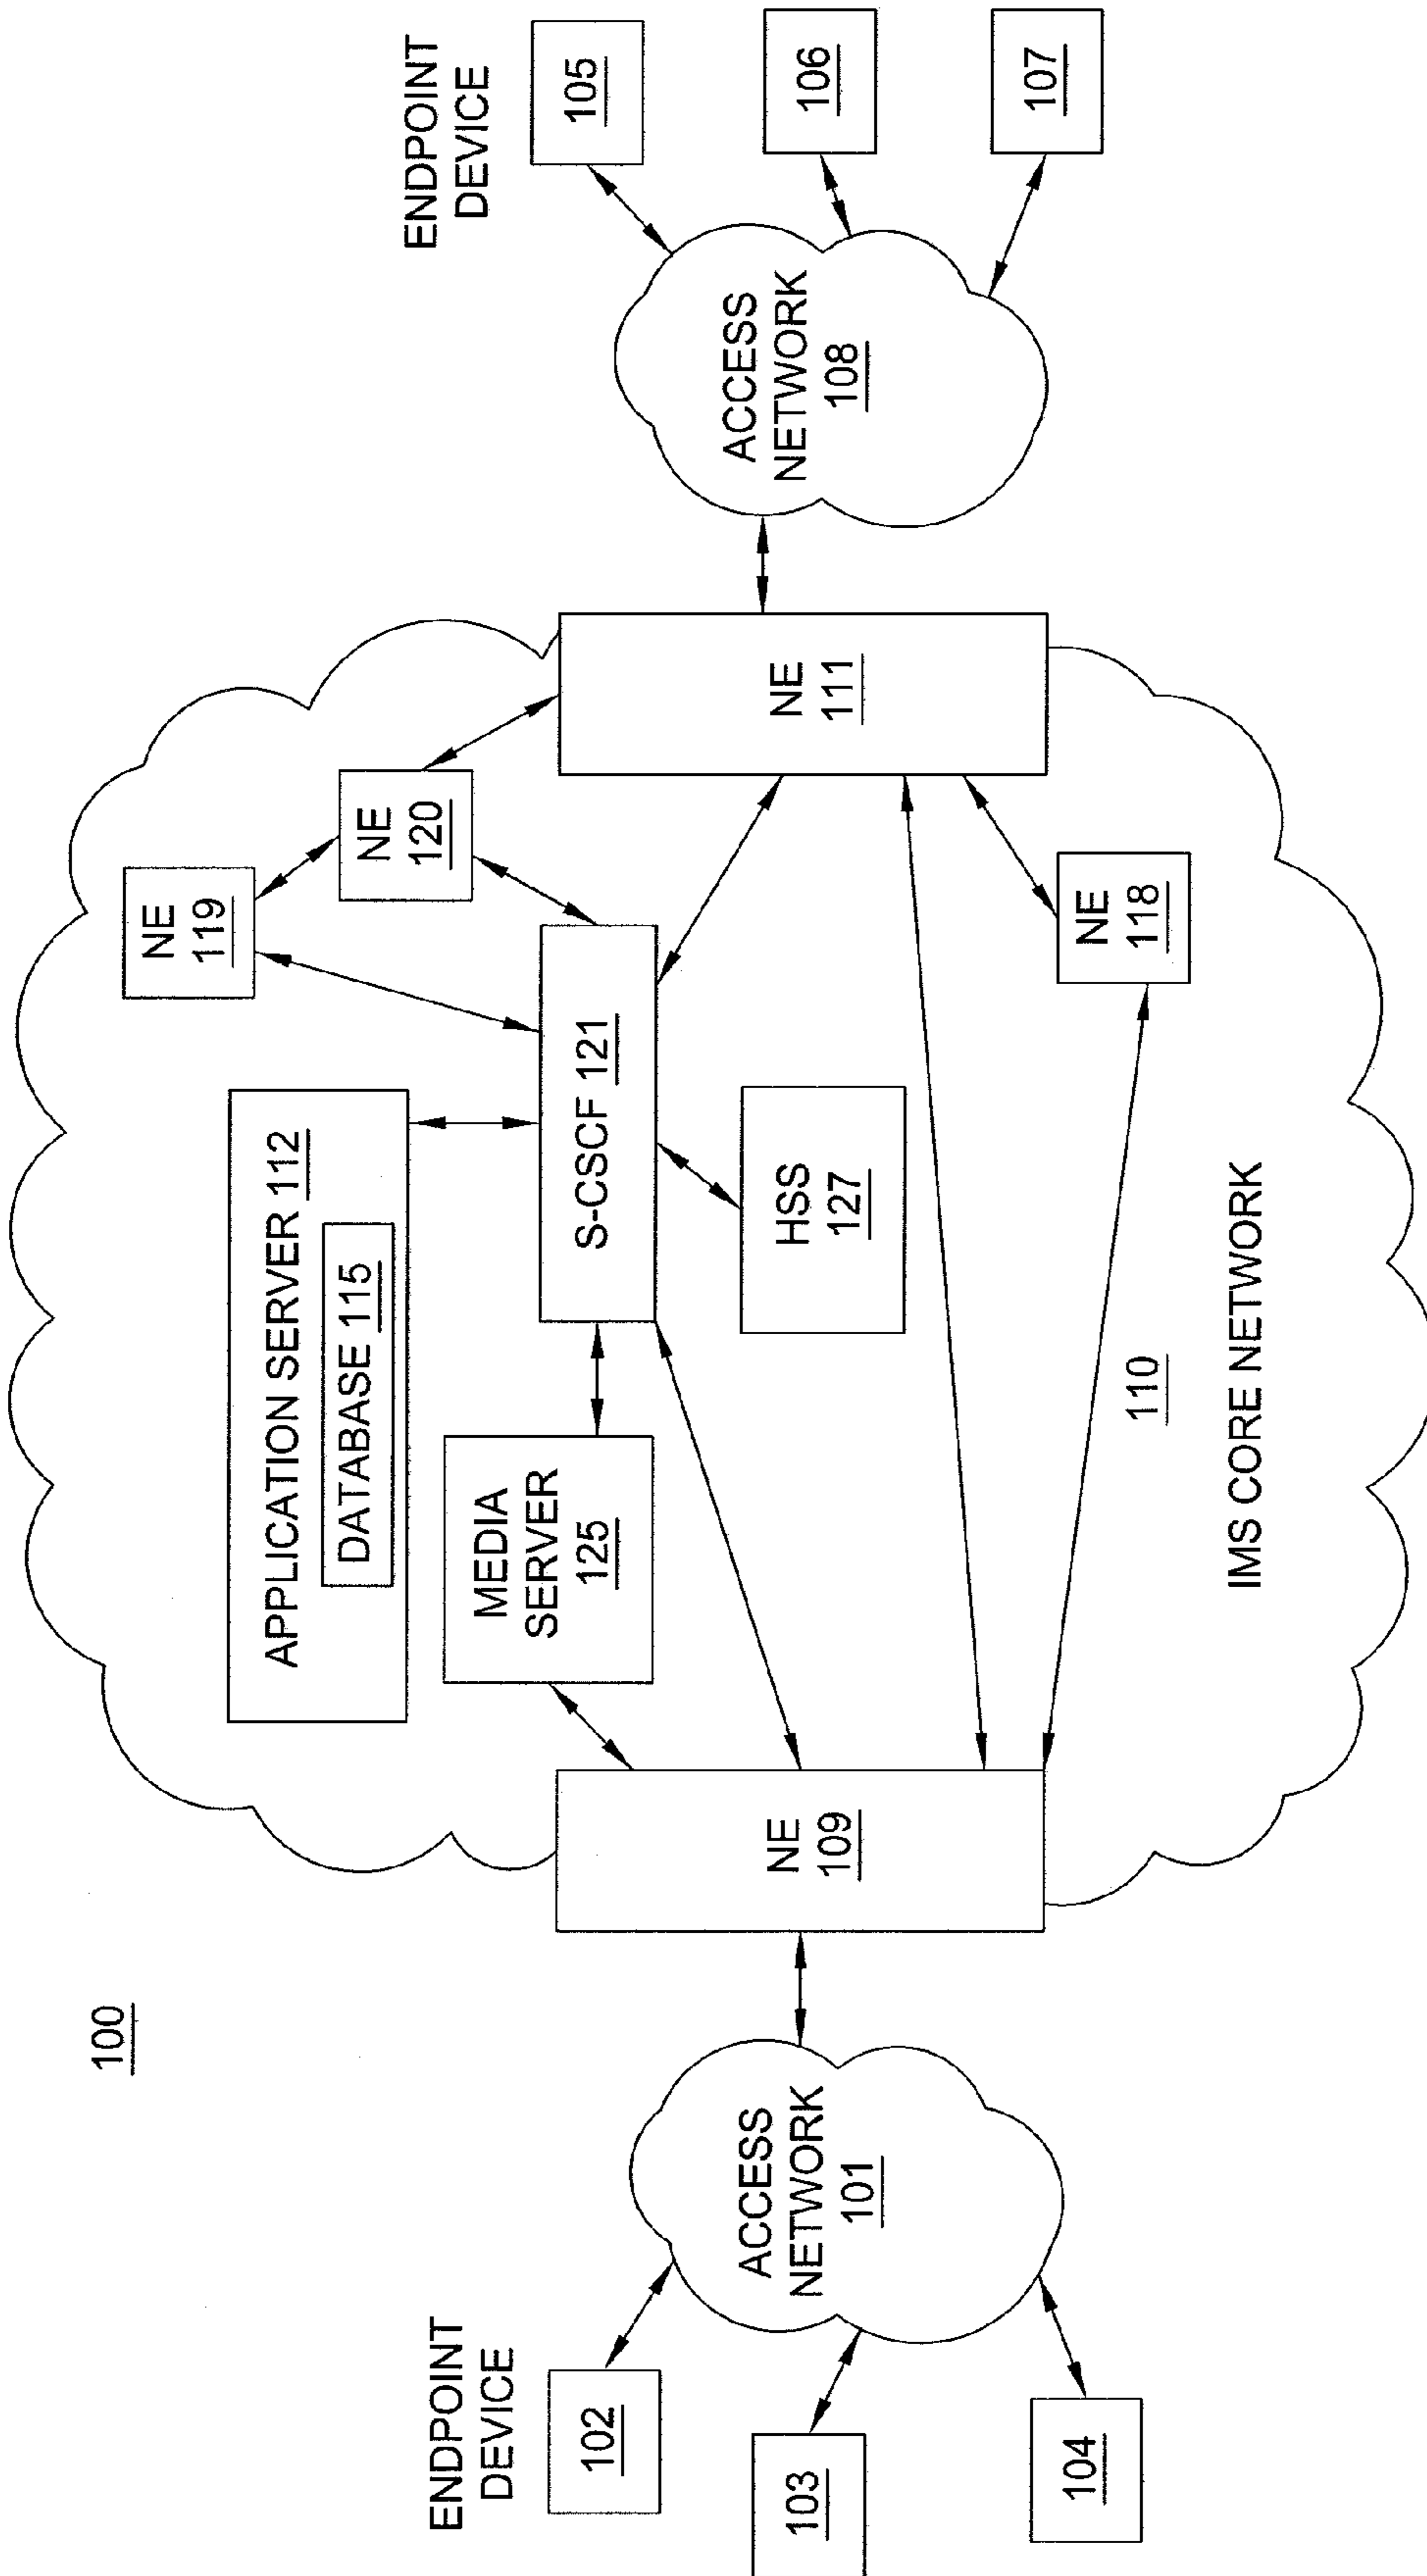 100
ENDPOINT
DEVICE
102
103
104
ACCESS
NETWORK
101
NE
109
APPLICATION SERVER 112
DATABASE 115
MEDIA
SERVER
125
S-CSCF 121
HSS
127
NE
119
NE
120
NE
111
NE
118
110
IMS CORE NETWORK
ACCESS
NETWORK
108
ENDPOINT
DEVICE
105
106
107